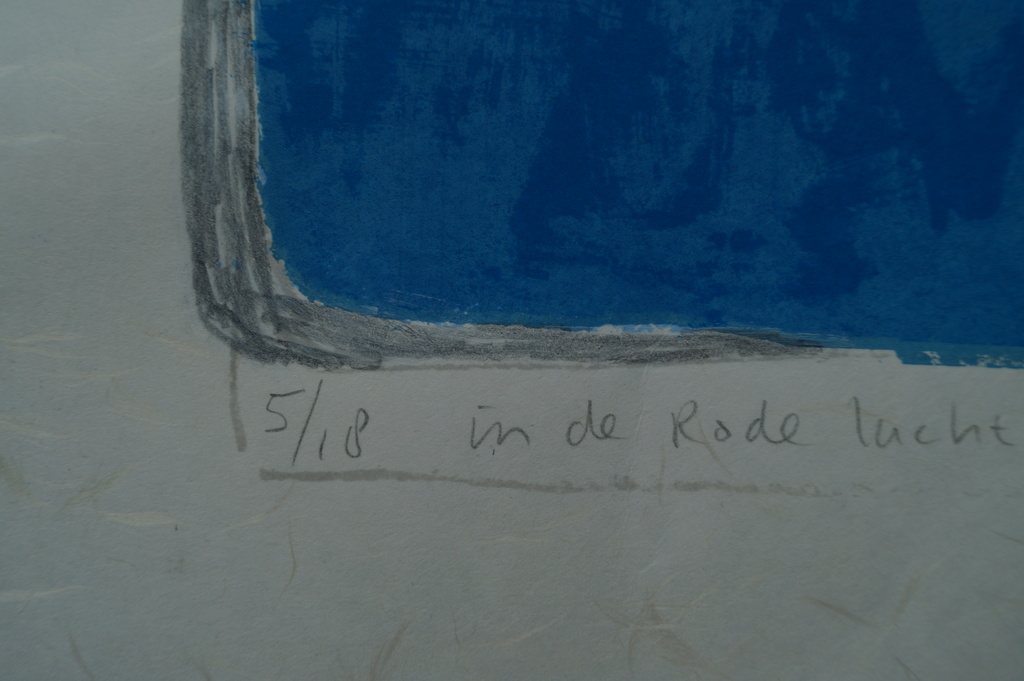 5/18 in de Rode lucht